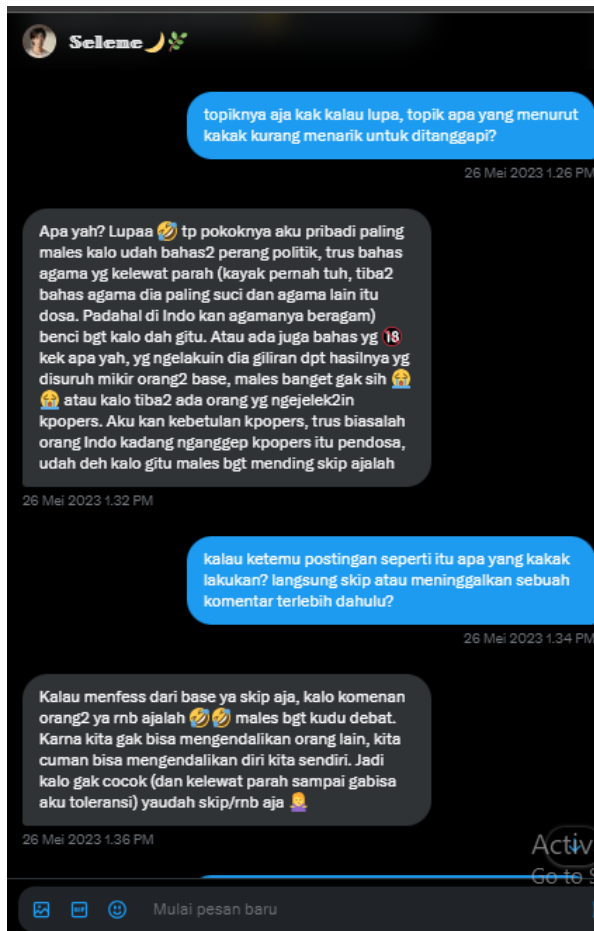 Selene🌙🌿
topiknya aja kak kalau lupa, topik apa yang menurut
kakak kurang menarik untuk ditanggapi?
26 Mei 2023 1.26 PM
Apa yah? Lupaa 🤣 tp pokoknya aku pribadi paling
males kalo udah bahas2 perang politik, trus bahas
agama yg kelewat parah (kayak pernah tuh, tiba2
bahas agama dia paling suci dan agama lain itu
dosa. Padahal di Indo kan agamanya beragam)
benci bgt kalo dah gitu. Atau ada juga bahas yg 🔞
kek apa yah, yg ngelakuin dia giliran dpt hasilnya yg
disuruh mikir orang2 base, males banget gak sih 😭
😭 atau kalo tiba2 ada orang yg ngejelek2in
kpopers. Aku kan kebetulan kpopers, trus biasalah
orang Indo kadang nganggep kpopers itu pendosa,
udah deh kalo gitu males bgt mending skip ajalah
26 Mei 2023 1.32 PM
kalau ketemu postingan seperti itu apa yang kakak
lakukan? langsung skip atau meninggalkan sebuah
komentar terlebih dahulu?
26 Mei 2023 1.34 PM
Kalau menfess dari base ya skip aja, kalo komenan
orang2 ya rnb ajalah 🤣🤣 males bgt kudu debat.
Karna kita gak bisa mengendalikan orang lain, kita
cuman bisa mengendalikan diri kita sendiri. Jadi
kalo gak cocok (dan kelewat parah sampai gabisa
aku toleransi) yaudah skip/rnb aja 🤷‍♀️
26 Mei 2023 1.36 PM
Activ
Go to S
GIF
Mulai pesan baru